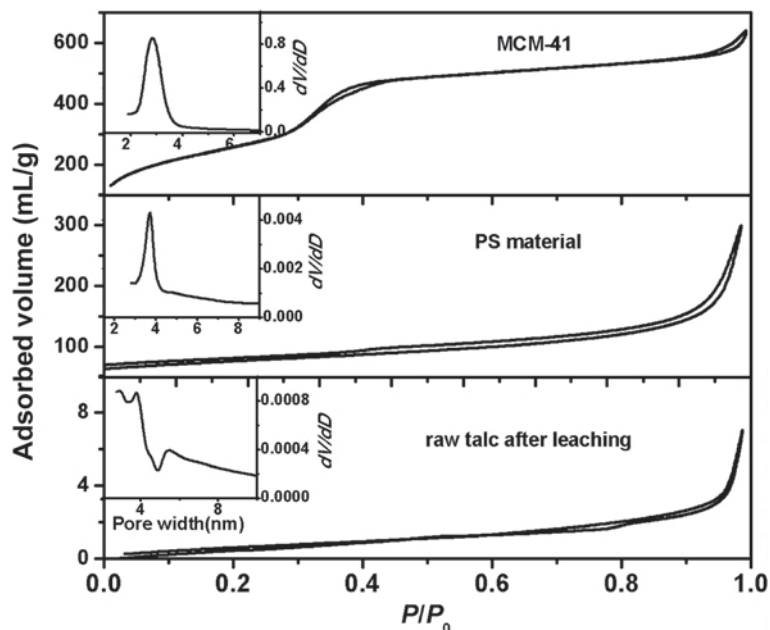 Adsorbed volume (mL/g)
600
400
200
MCM-41
0.8
0.4
0.0
dV/dD
2 4 6
300
200
100
PS material
0.004
0.002
0.000
dV/dD
2 4 6 8
8
4
0
raw talc after leaching
0.0008
0.0004
0.0000
dV/dD
4 8
Pore width(nm)
0.0 0.2 0.4 0.6 0.8 1.0
P/P0